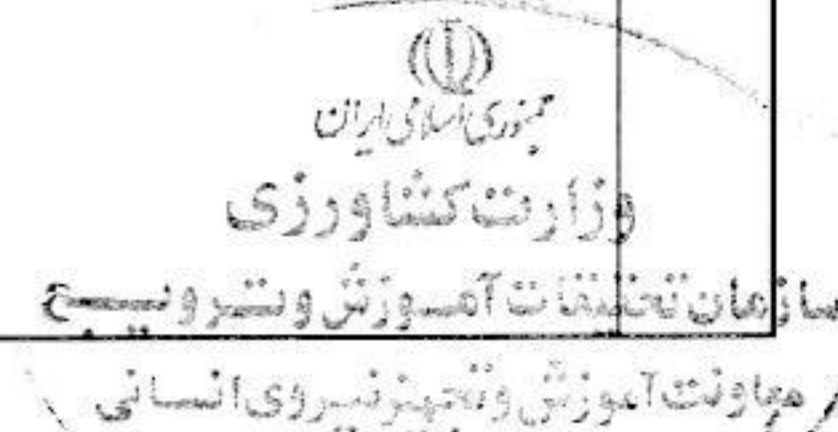 جمهوری اسلامی ایران
وزارت کشاورزی
سازمان تحقیقات آموزش و ترویج
معاونت آموزش و تجهیز نیروی انسانی